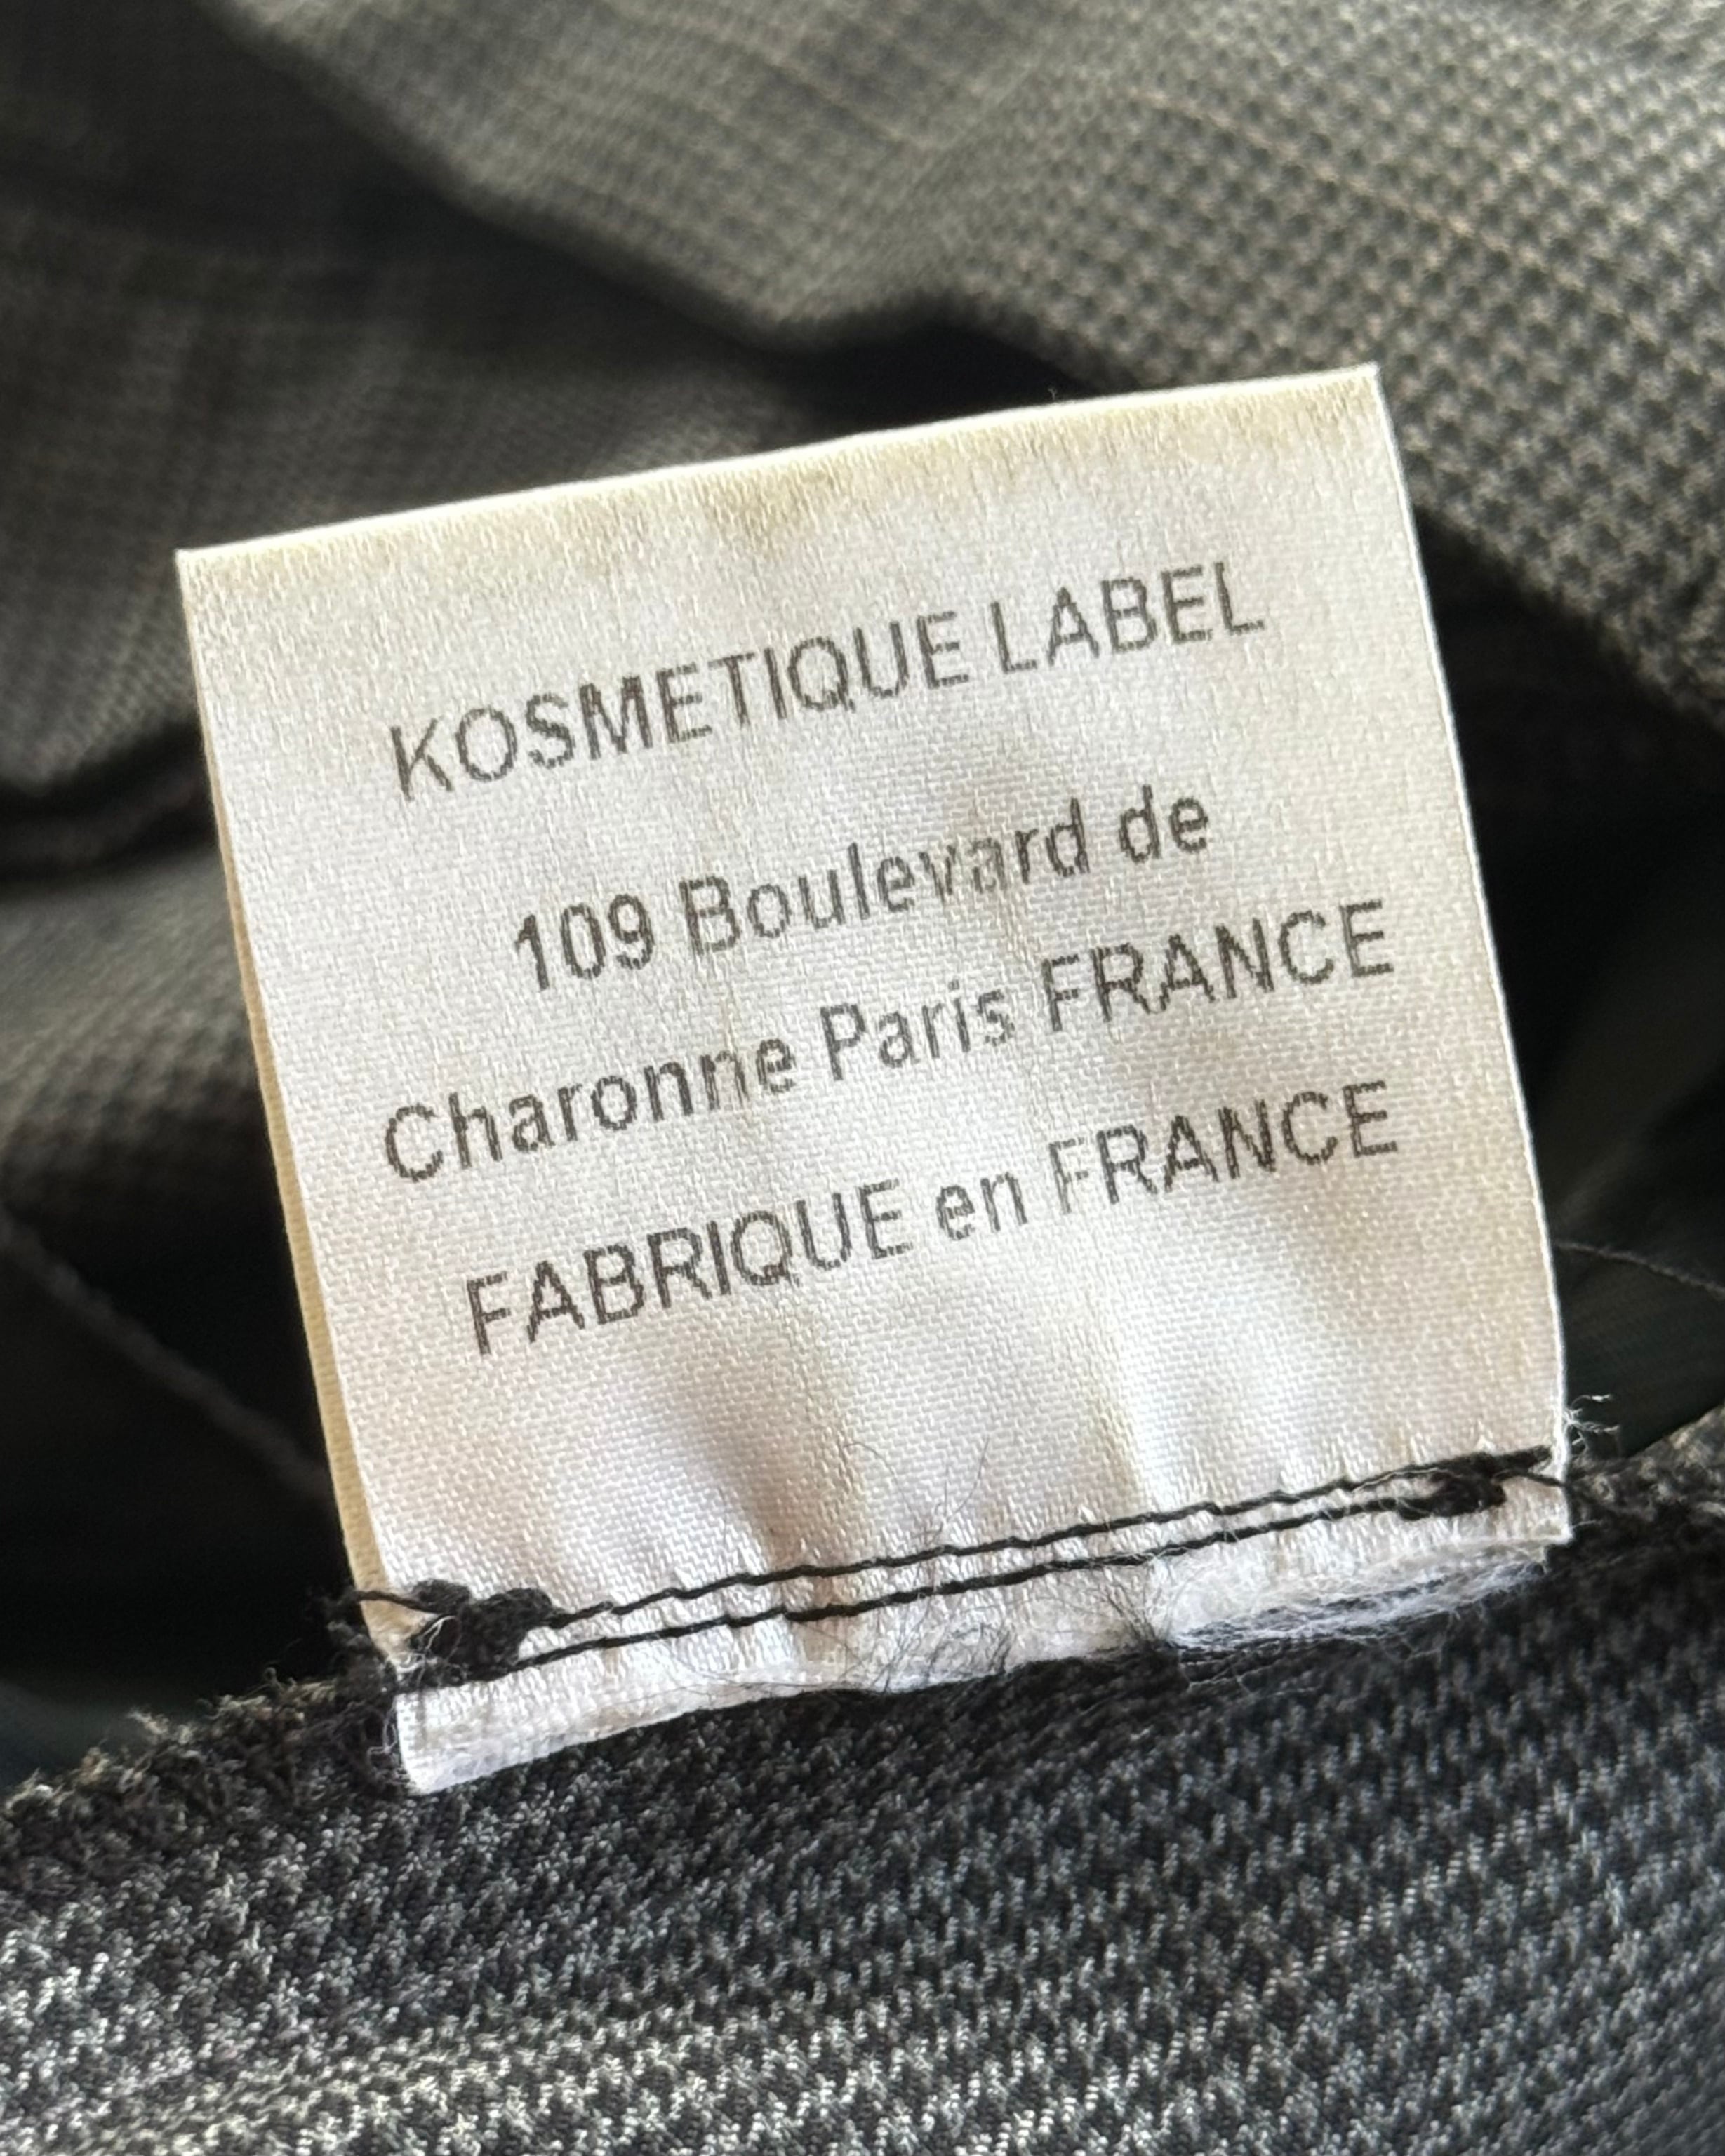 KOSMETIQUE LABEL
109 Boulevard de
Charonne Paris FRANCE
FABRIQUE en FRANCE